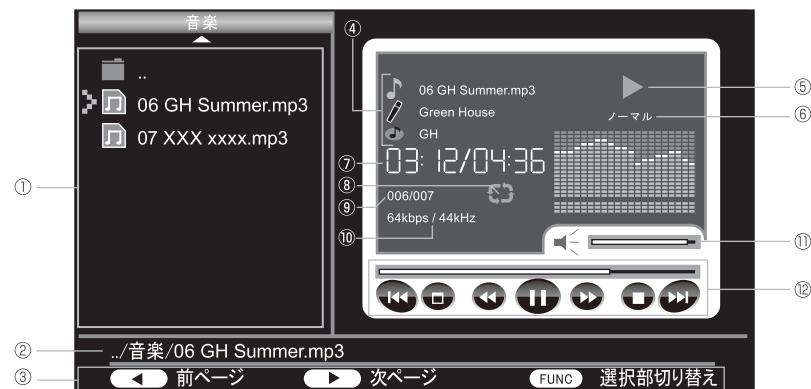 音楽
..
06 GH Summer.mp3
07 XXX xxxx.mp3
④
06 GH Summer.mp3
Green House
GH
⑤
ノーマル
⑥
⑦
03:12/04:36
⑧
⑨
006/007
⑩
64kbps / 44kHz
①
⑪
⑫
②
../音楽/06 GH Summer.mp3
③
前ページ
次ページ
FUNC
選択部切り替え